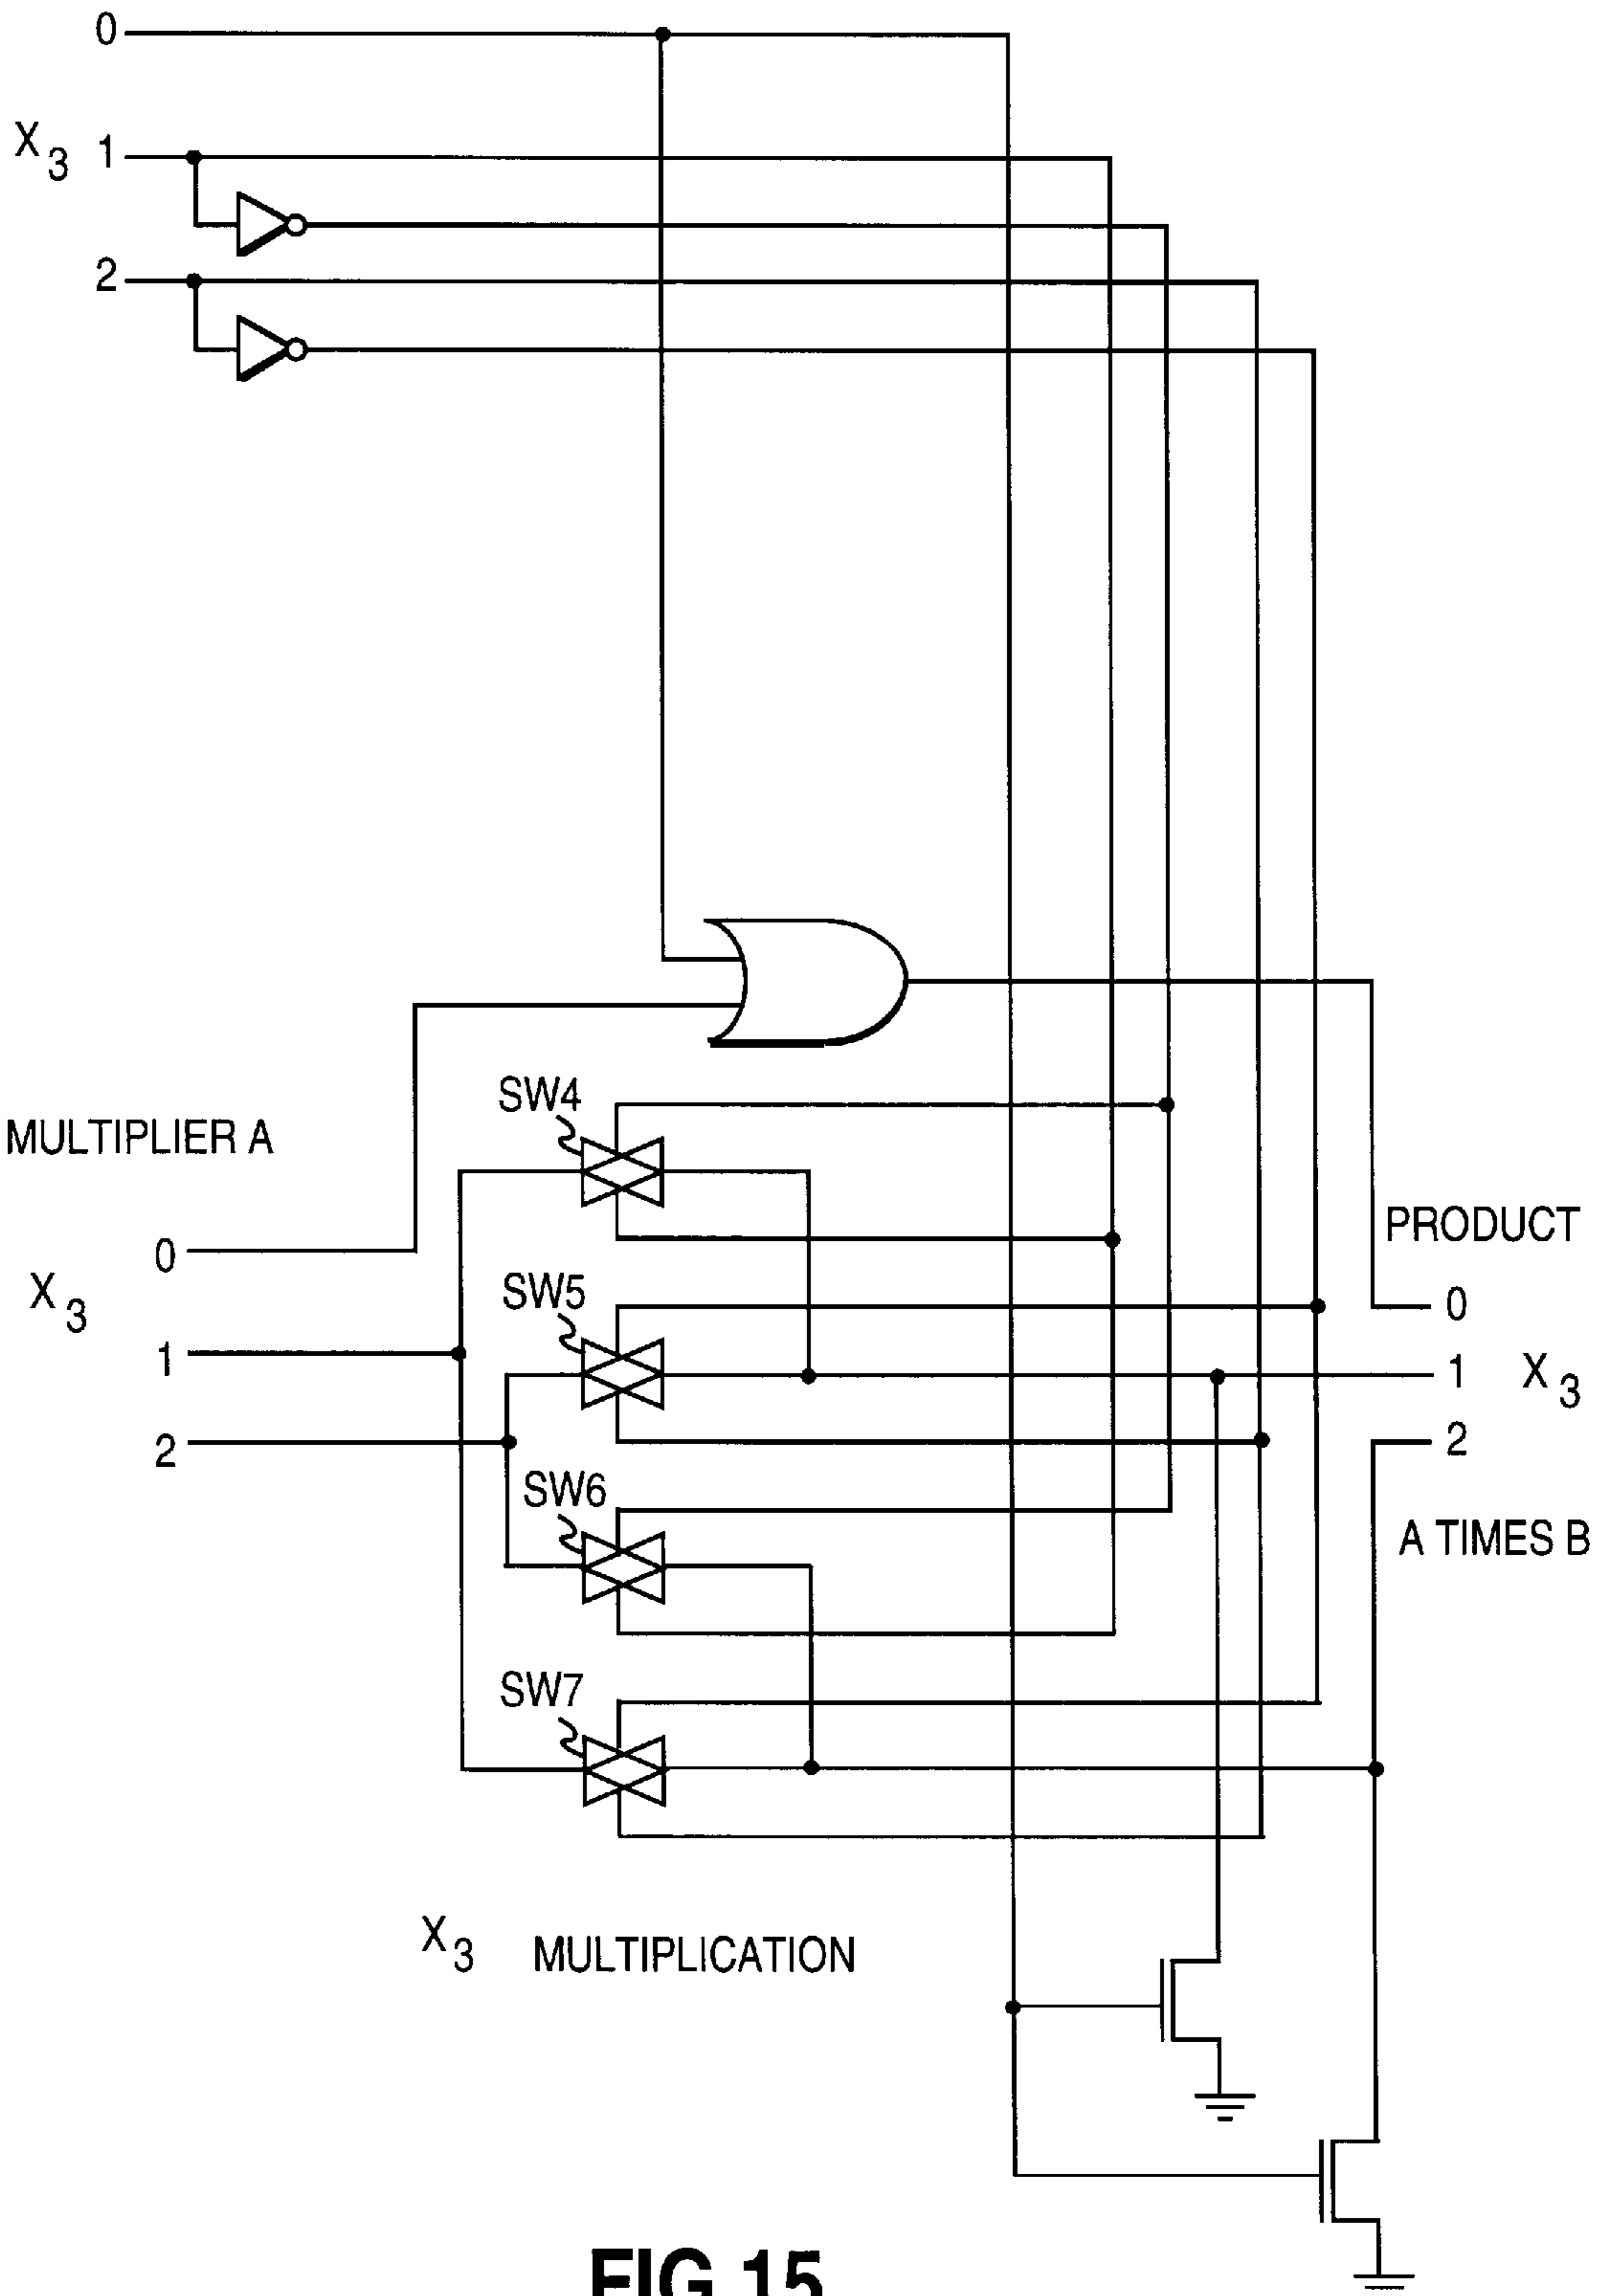 0
X3 1
2
SW4
MULTIPLIER A
PRODUCT
0
SW5
0
X3
1
1 X3
2
2
SW6
A TIMES B
SW7
X3 MULTIPLICATION
FIG.15